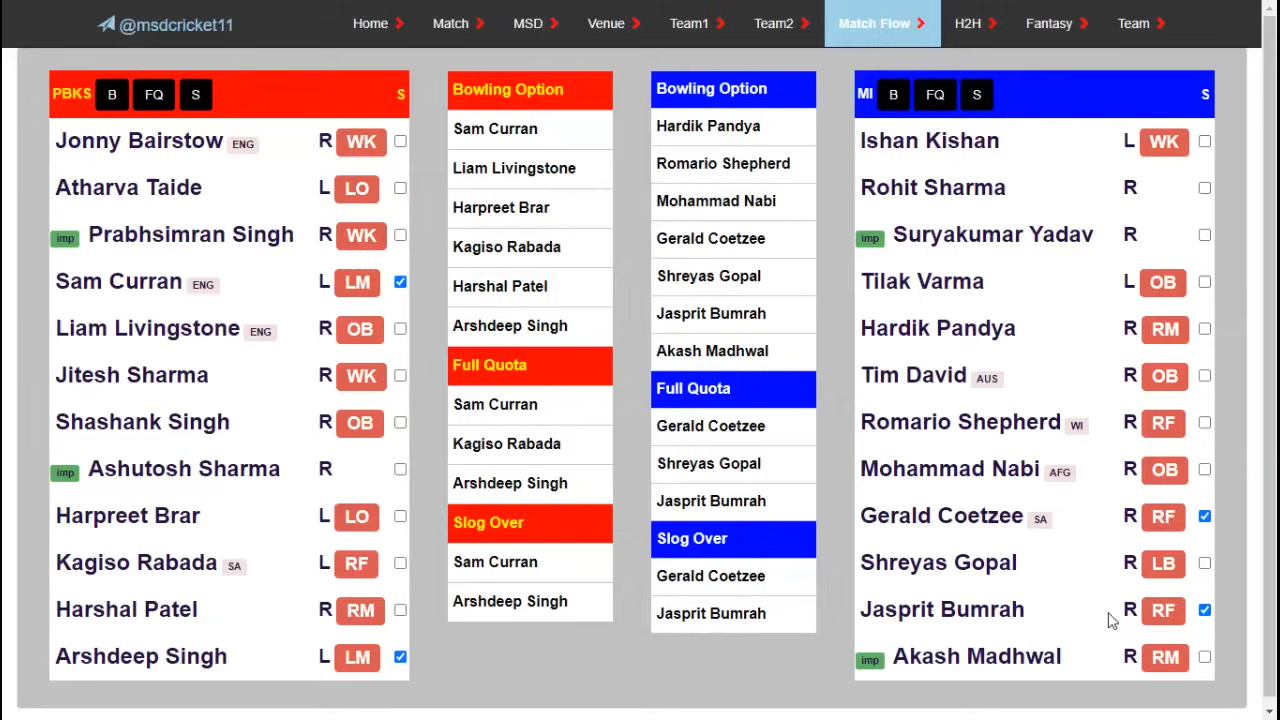 @msdcricket11 Home Match MSD Venue Team1 Team2 Match Flow H2H Fantasy Team
PBKS B FQ S S
Jonny Bairstow ENG R WK
Atharva Taide L LO
imp Prabhsimran Singh R WK
Sam Curran ENG L LM
Liam Livingstone ENG R OB
Jitesh Sharma R WK
Shashank Singh R OB
imp Ashutosh Sharma R
Harpreet Brar L LO
Kagiso Rabada SA L RF
Harshal Patel R RM
Arshdeep Singh L LM
Bowling Option
Sam Curran
Liam Livingstone
Harpreet Brar
Kagiso Rabada
Harshal Patel
Arshdeep Singh
Full Quota
Sam Curran
Kagiso Rabada
Arshdeep Singh
Slog Over
Sam Curran
Arshdeep Singh
Bowling Option
Hardik Pandya
Romario Shepherd
Mohammad Nabi
Gerald Coetzee
Shreyas Gopal
Jasprit Bumrah
Akash Madhwal
Full Quota
Gerald Coetzee
Shreyas Gopal
Jasprit Bumrah
Slog Over
Gerald Coetzee
Jasprit Bumrah
MI B FQ S S
Ishan Kishan L WK
Rohit Sharma R
imp Suryakumar Yadav R
Tilak Varma L OB
Hardik Pandya R RM
Tim David AUS R OB
Romario Shepherd WI R RF
Mohammad Nabi AFG R OB
Gerald Coetzee SA R RF
Shreyas Gopal R LB
Jasprit Bumrah R RF
imp Akash Madhwal R RM